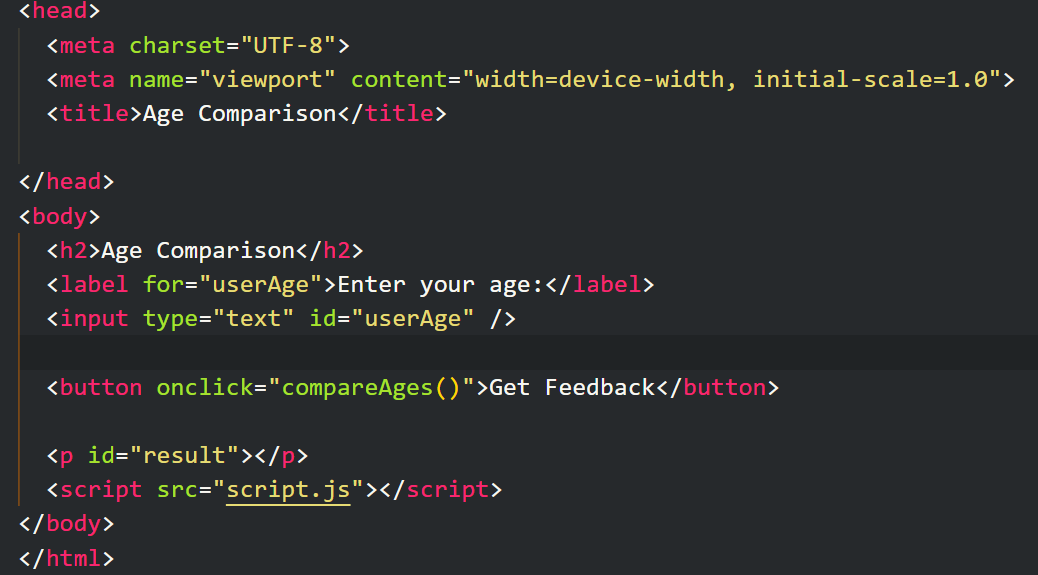 <head>
  <meta charset="UTF-8">
  <meta name="viewport" content="width=device-width, initial-scale=1.0">
  <title>Age Comparison</title>
</head>
<body>
  <h2>Age Comparison</h2>
  <label for="userAge">Enter your age:</label>
  <input type="text" id="userAge" />
  <button onclick="compareAges()">Get Feedback</button>
  <p id="result"></p>
  <script src="script.js"></script>
</body>
</html>